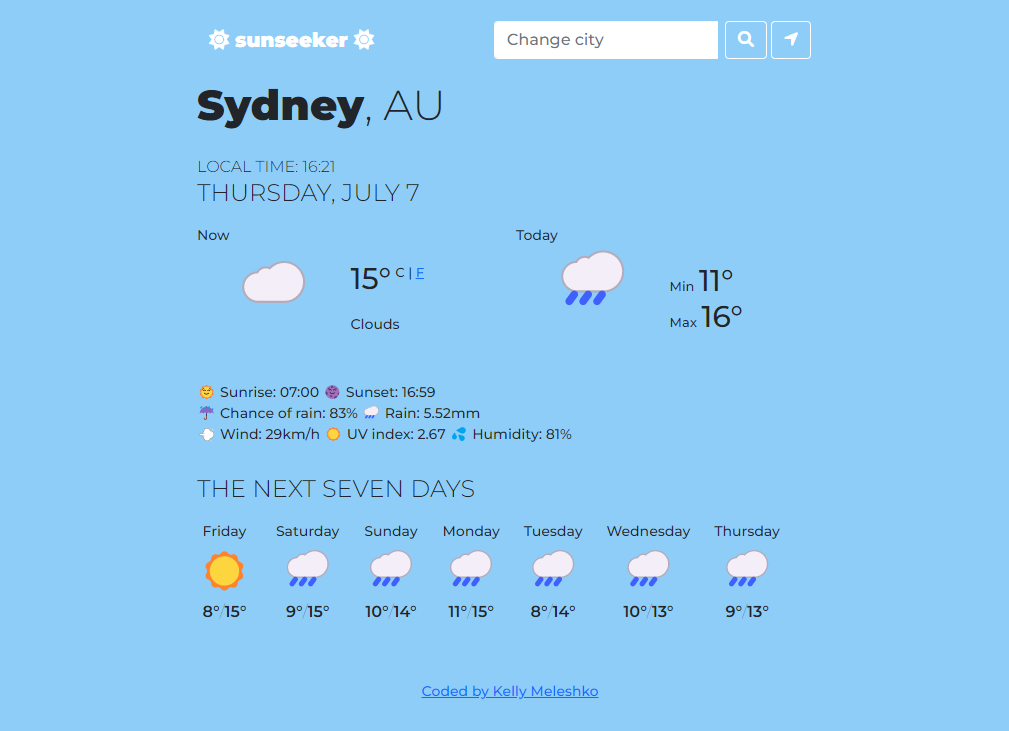 sunseeker
Change city
Sydney, AU
LOCAL TIME: 16:21
THURSDAY, JULY 7
Now
15° C | F
Clouds
Today
Min 11°
Max 16°
Sunrise: 07:00 Sunset: 16:59
Chance of rain: 83% Rain: 5.52mm
Wind: 29km/h UV index: 2.67 Humidity: 81%
THE NEXT SEVEN DAYS
Friday Saturday Sunday Monday Tuesday Wednesday Thursday
8°/15° 9°/15° 10°/14° 11°/15° 8°/14° 10°/13° 9°/13°
Coded by Kelly Meleshko